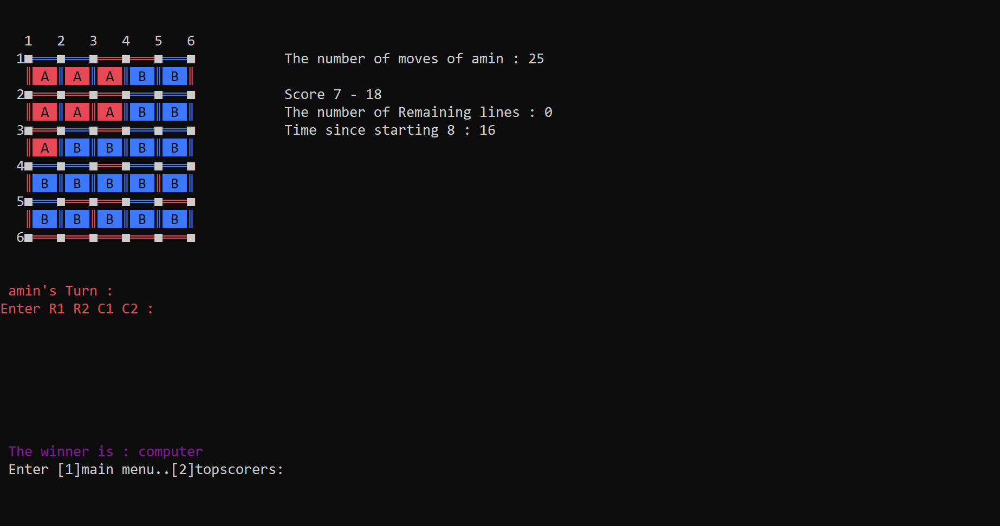 1 2 3 4 5 6
1 The number of moves of amin : 25
A A A B B
2 Score 7 - 18
A A A B B The number of Remaining lines : 0
3 Time since starting 8 : 16
A B B B B
4
B B B B B
5
B B B B B
6
amin's Turn :
Enter R1 R2 C1 C2 :
The winner is : computer
Enter [1]main menu..[2]topscorers: